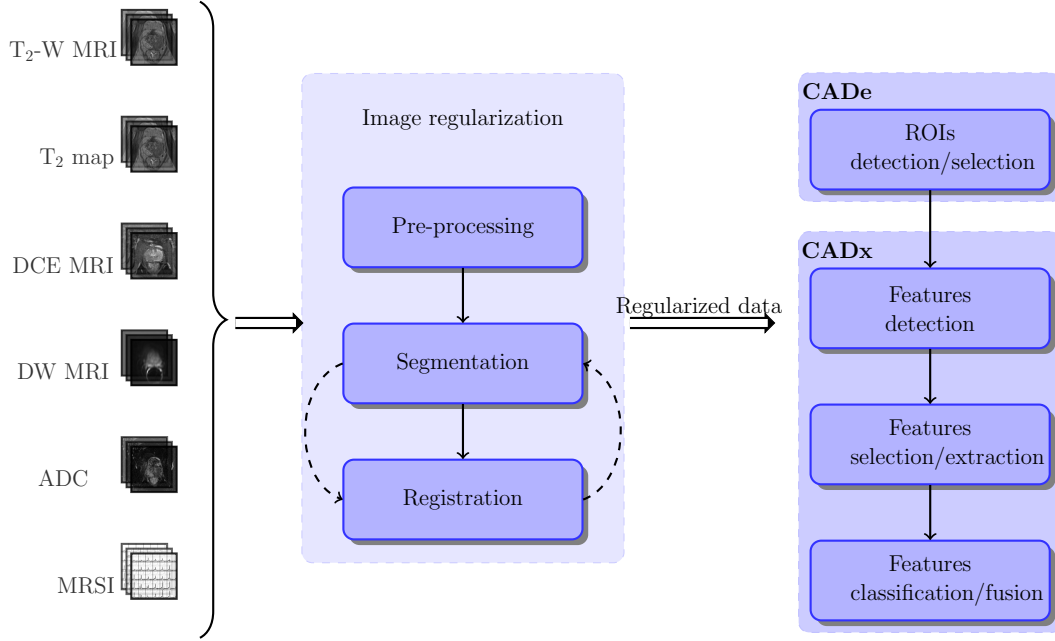 T₂-W MRI
T₂ map
DCE MRI
DW MRI
ADC
MRSI
Image regularization
Pre-processing
Segmentation
Registration
Regularized data
CADe
ROIs
detection/selection
CADx
Features
detection
Features
selection/extraction
Features
classification/fusion